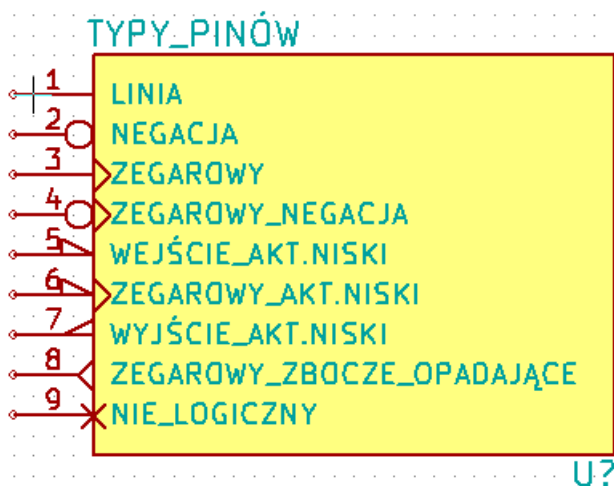 TYPY_PINÓW
1 LINIA
2 NEGACJA
3 ZEGAROWY
4 ZEGAROWY_NEGACJA
5 WEJŚCIE_AKT.NISKI
6 ZEGAROWY_AKT.NISKI
7 WYJŚCIE_AKT.NISKI
8 ZEGAROWY_ZBOCZE_OPADAJĄCE
9 NIE_LOGICZNY
U?